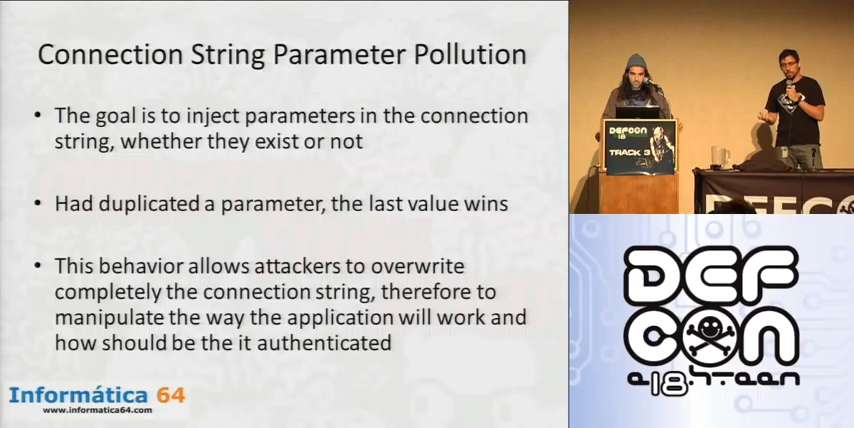 Connection String Parameter Pollution
• The goal is to inject parameters in the connection
string, whether they exist or not
• Had duplicated a parameter, the last value wins
• This behavior allows attackers to overwrite
completely the connection string, therefore to
manipulate the way the application will work and
how should be the it authenticated
Informática 64
www.informatica64.com
DEFCON
18
TRACK 3
DEFCO
DEF
CON
e18hteen